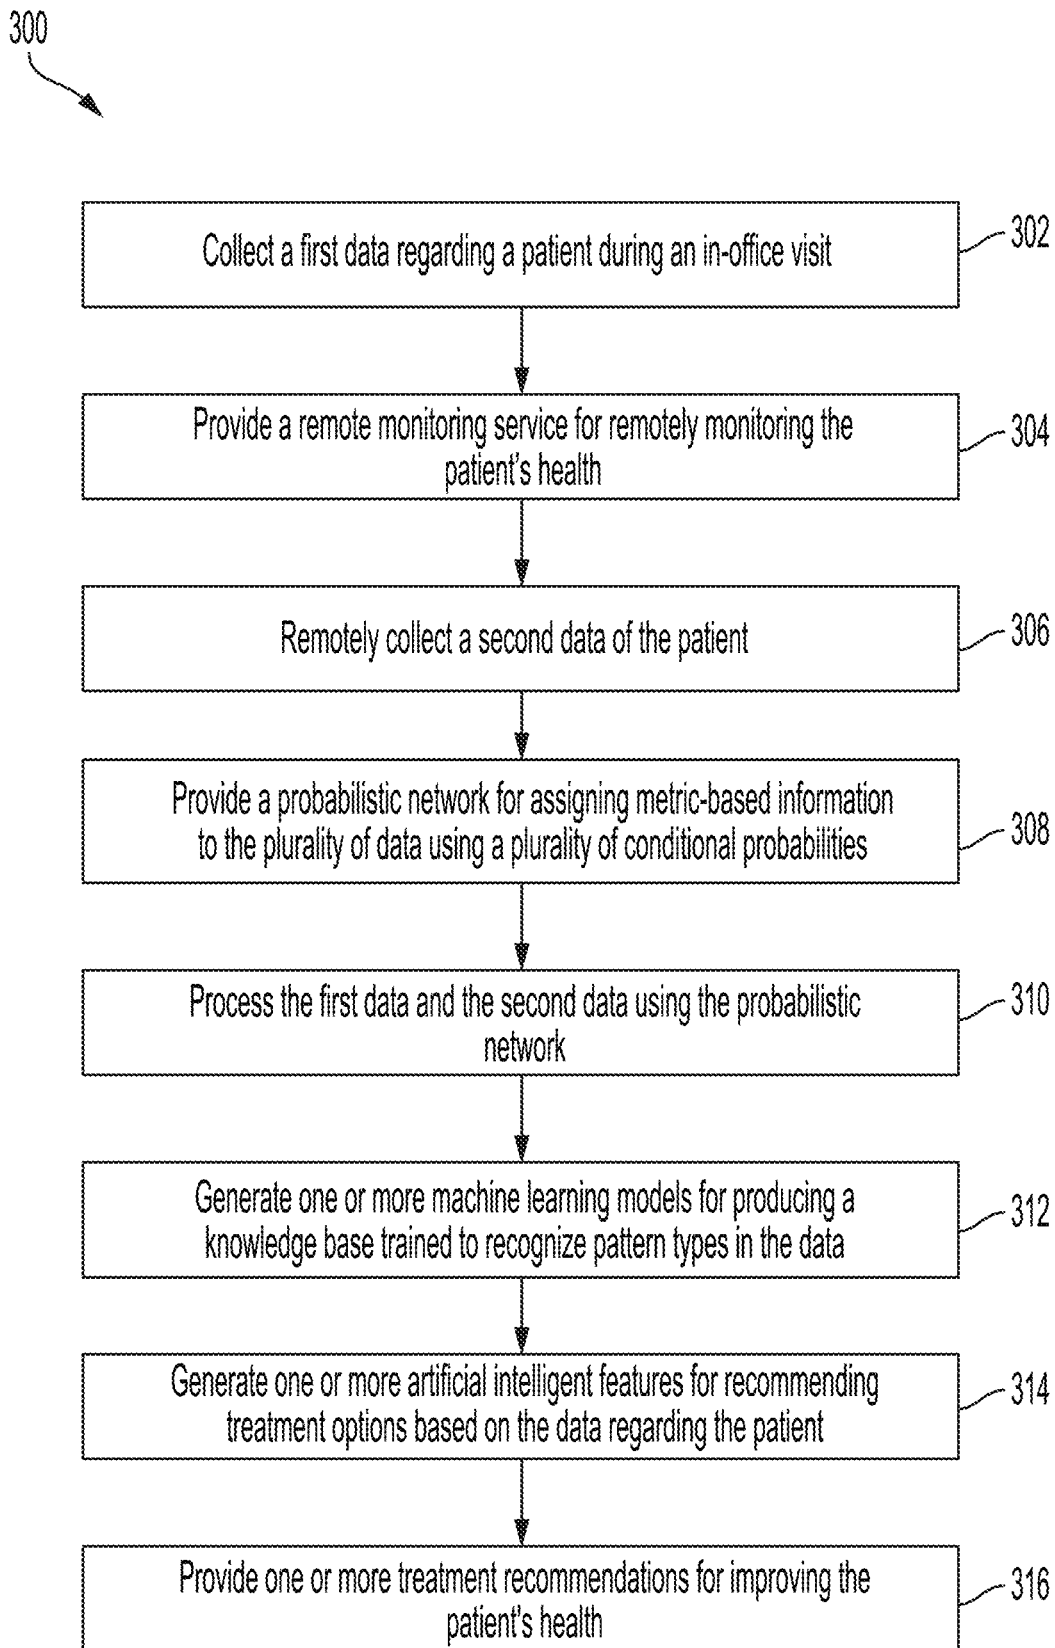 300
Collect a first data regarding a patient during an in-office visit
302
Provide a remote monitoring service for remotely monitoring the
patient's health
304
Remotely collect a second data of the patient
306
Provide a probabilistic network for assigning metric-based information
to the plurality of data using a plurality of conditional probabilities
308
Process the first data and the second data using the probabilistic
network
310
Generate one or more machine learning models for producing a
knowledge base trained to recognize pattern types in the data
312
Generate one or more artificial intelligent features for recommending
treatment options based on the data regarding the patient
314
Provide one or more treatment recommendations for improving the
patient's health
316